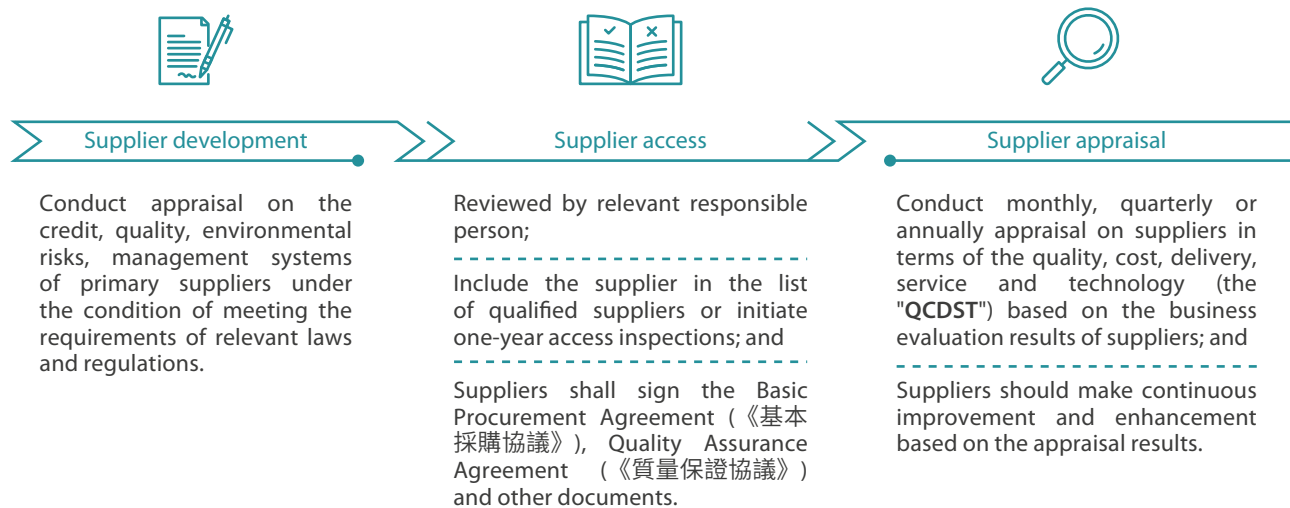 Supplier development
Conduct appraisal on the
credit, quality, environmental
risks, management systems
of primary suppliers under
the condition of meeting the
requirements of relevant laws
and regulations.
Supplier access
Reviewed by relevant responsible
person;
Include the supplier in the list
of qualified suppliers or initiate
one-year access inspections; and
Suppliers shall sign the Basic
Procurement Agreement (《基本
採購協議》), Quality Assurance
Agreement (《質量保證協議》)
and other documents.
Supplier appraisal
Conduct monthly, quarterly or
annually appraisal on suppliers in
terms of the quality, cost, delivery,
service and technology (the
"QCDST") based on the business
evaluation results of suppliers; and
Suppliers should make continuous
improvement and enhancement
based on the appraisal results.